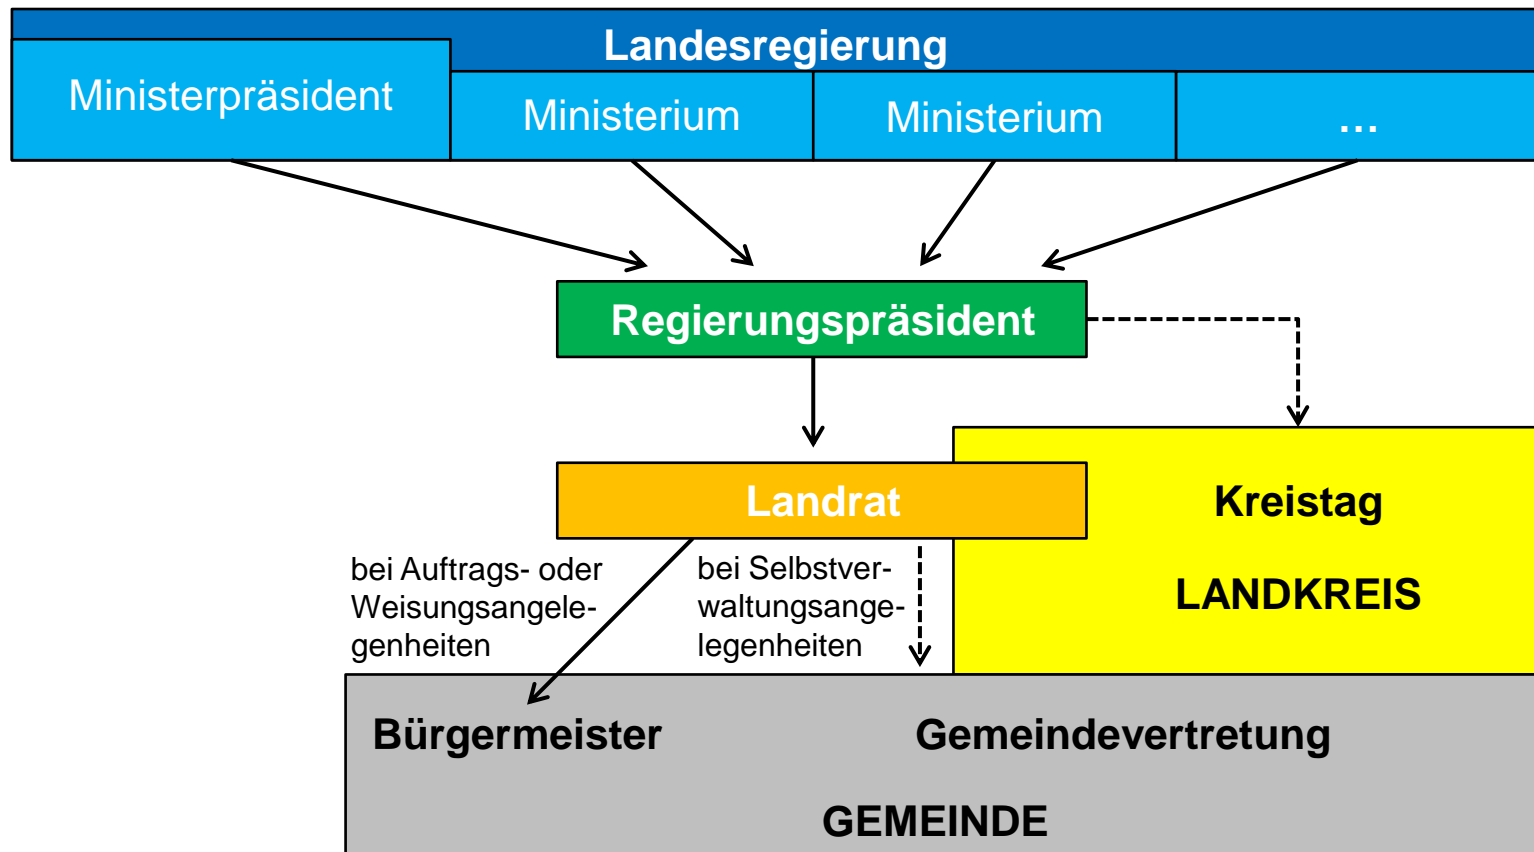 Landesregierung
Ministerpräsident
Ministerium
Ministerium
...
Regierungspräsident
Landrat
Kreistag
LANDKREIS
bei Auftrags- oder
Weisungsangele-
genheiten
bei Selbstver-
waltungsange-
legenheiten
Bürgermeister
Gemeindevertretung
GEMEINDE